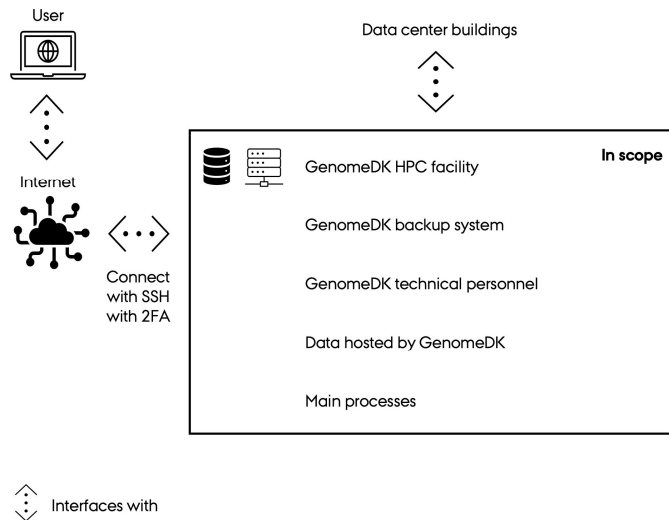 User
Data center buildings
Internet
In scope
GenomeDK HPC facility
GenomeDK backup system
Connect
with SSH
with 2FA
GenomeDK technical personnel
Data hosted by GenomeDK
Main processes
Interfaces with